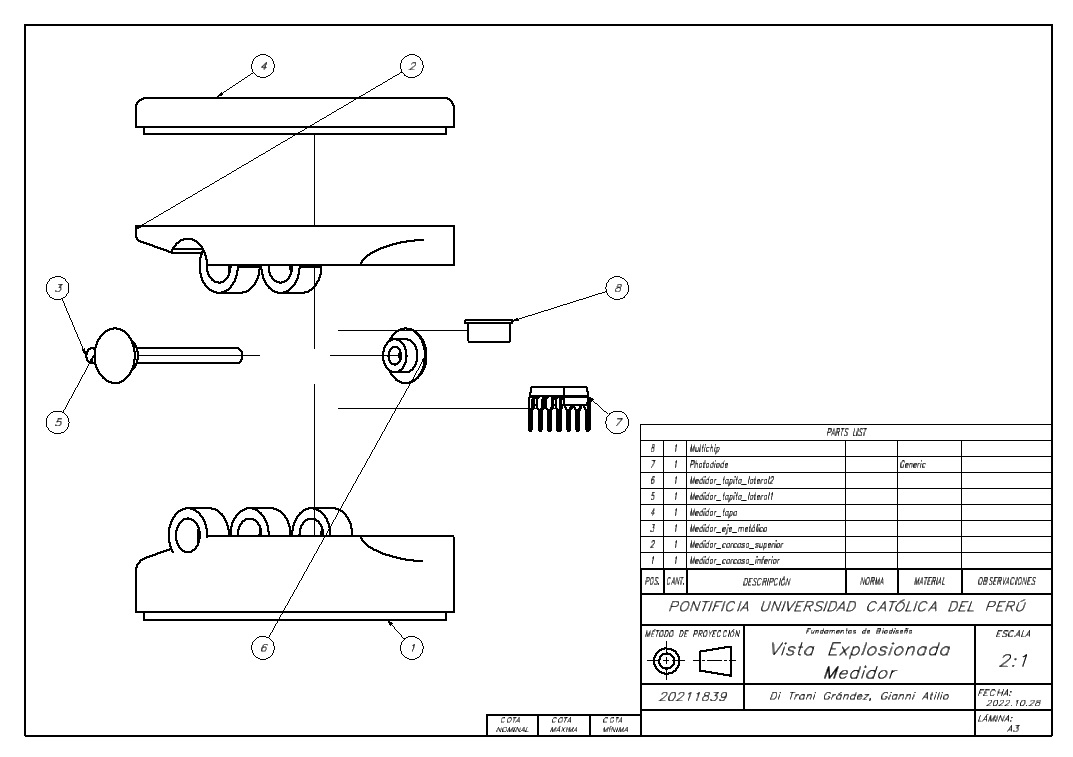 4
2
3
8
5
7
6
1
PARTS LIST
8 1 Multichip
7 1 Photodiode Generic
6 1 Medidor_tapita_lateral2
5 1 Medidor_tapita_lateral1
4 1 Medidor_tapa
3 1 Medidor_eje_metálico
2 1 Medidor_carcasa_superior
1 1 Medidor_carcasa_inferior
POS. CANT. DESCRIPCIÓN NORMA MATERIAL OBSERVACIONES
PONTIFICIA UNIVERSIDAD CATÓLICA DEL PERÚ
MÉTODO DE PROYECCIÓN
Fundamentos de Biodiseño
Vista Explosionada
Medidor
ESCALA
2:1
20211839
Di Trani Grández, Gianni Atilio
FECHA:
2022.10.28
LÁMINA:
A3
COTA NOMINAL
COTA MÁXIMA
COTA MÍNIMA